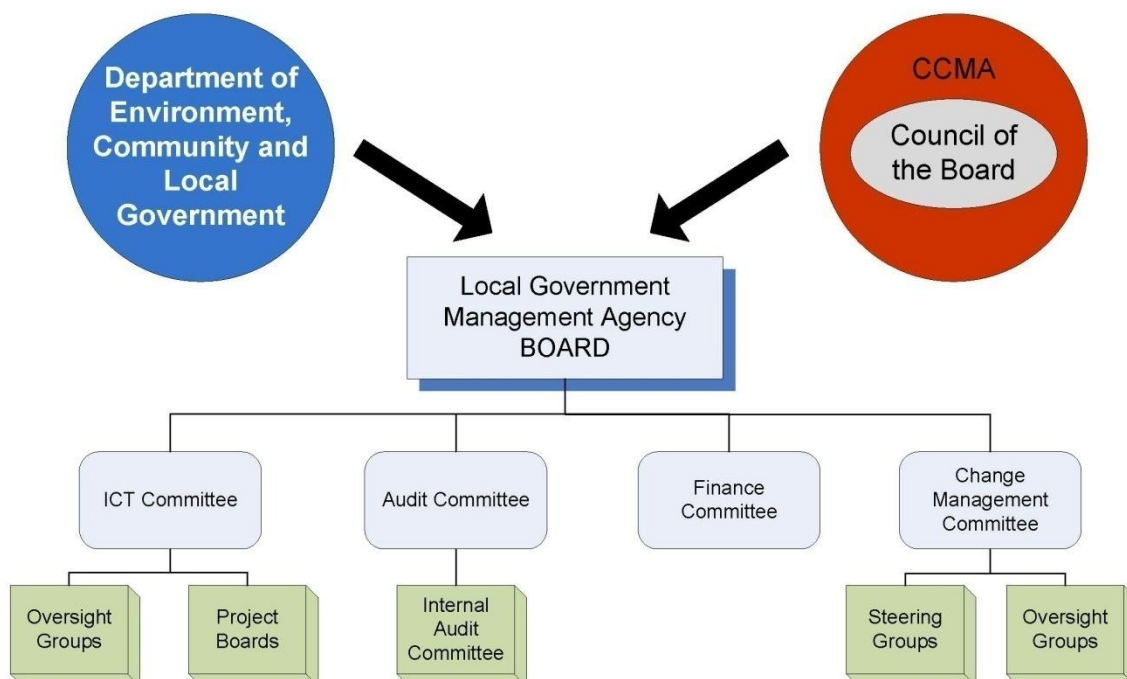 Department of
Environment,
Community and
Local
Government
CCMA
Council of
the Board
Local Government
Management Agency
BOARD
ICT Committee
Audit Committee
Finance
Committee
Change
Management
Committee
Oversight
Groups
Project
Boards
Internal
Audit
Committee
Steering
Groups
Oversight
Groups